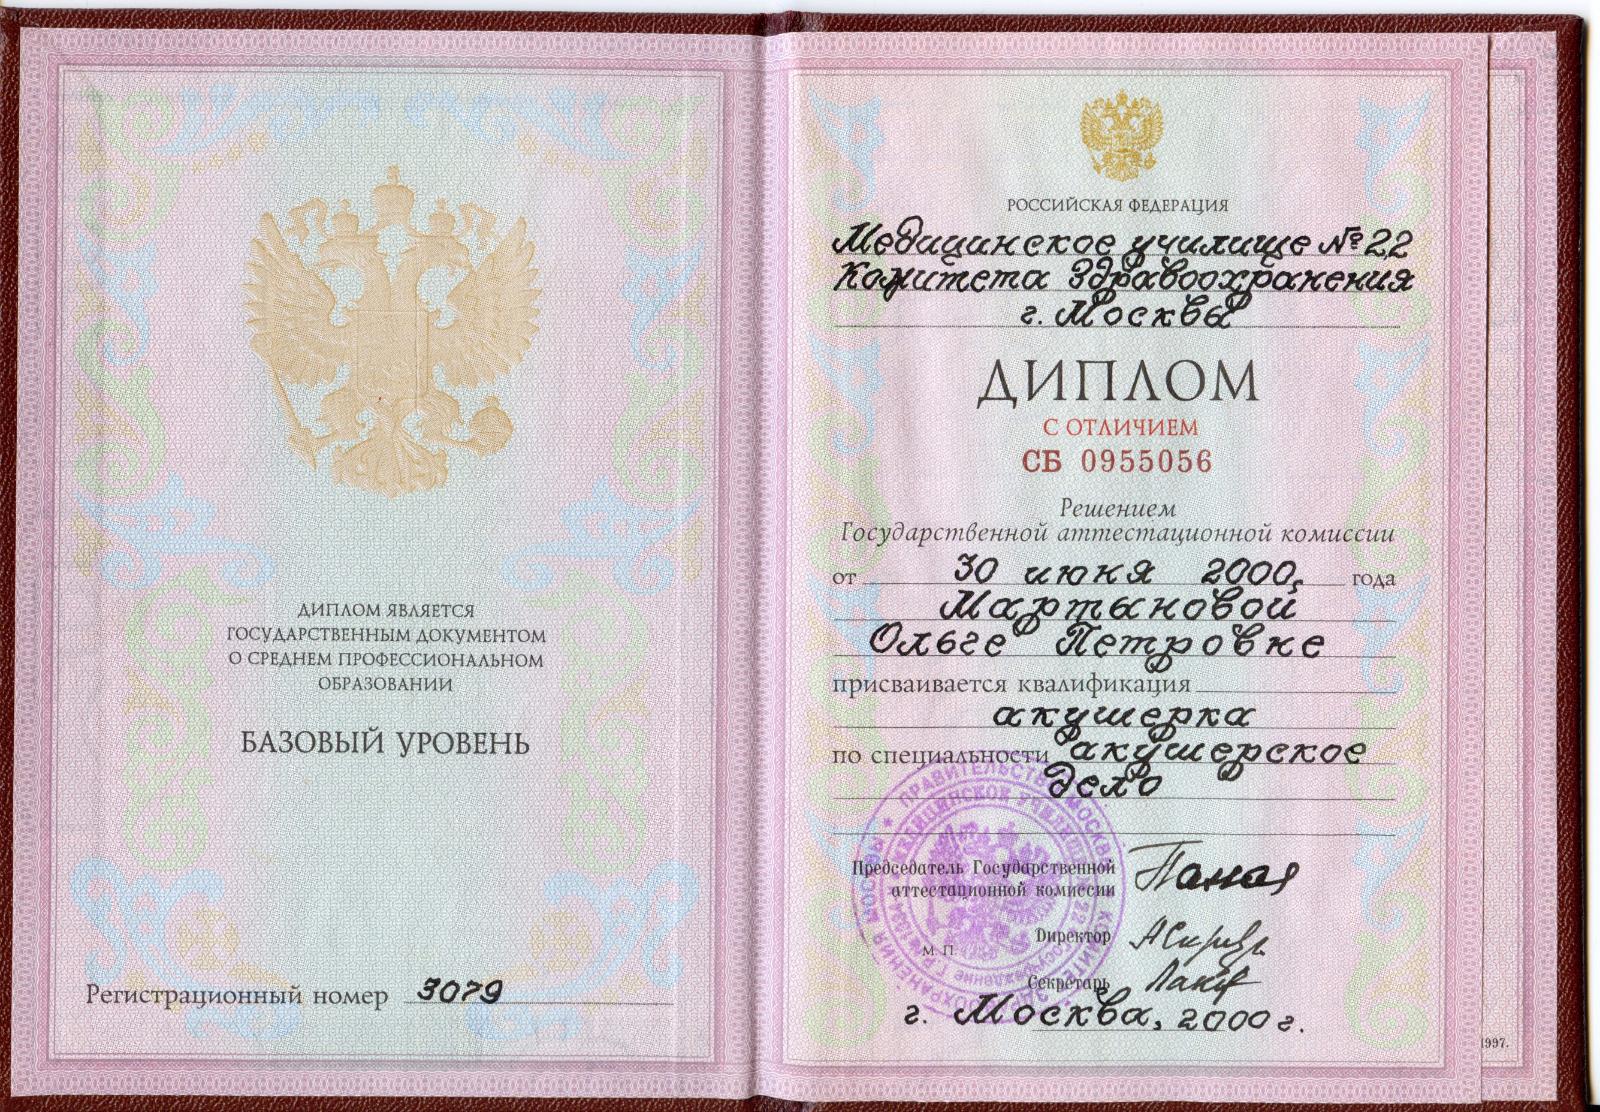 ДИПЛОМ ЯВЛЯЕТСЯ
ГОСУДАРСТВЕННЫМ ДОКУМЕНТОМ
О СРЕДНЕМ ПРОФЕССИОНАЛЬНОМ
ОБРАЗОВАНИИ
БАЗОВЫЙ УРОВЕНЬ
Регистрационный номер 3079
РОССИЙСКАЯ ФЕДЕРАЦИЯ
Медицинское училище №22
Комитета Здравоохранения
г. Москвы
ДИПЛОМ
С ОТЛИЧИЕМ
СБ 0955056
Решением
Государственной аттестационной комиссии
от 30 июня 2000, года
Мартыновой
Ольге Петровне
присваивается квалификация
акушерка
по специальности акушерское
дело
Председатель Государственной
аттестационной комиссии
Директор
М. П.
Секретарь
г. Москва, 2000 г.
1997.